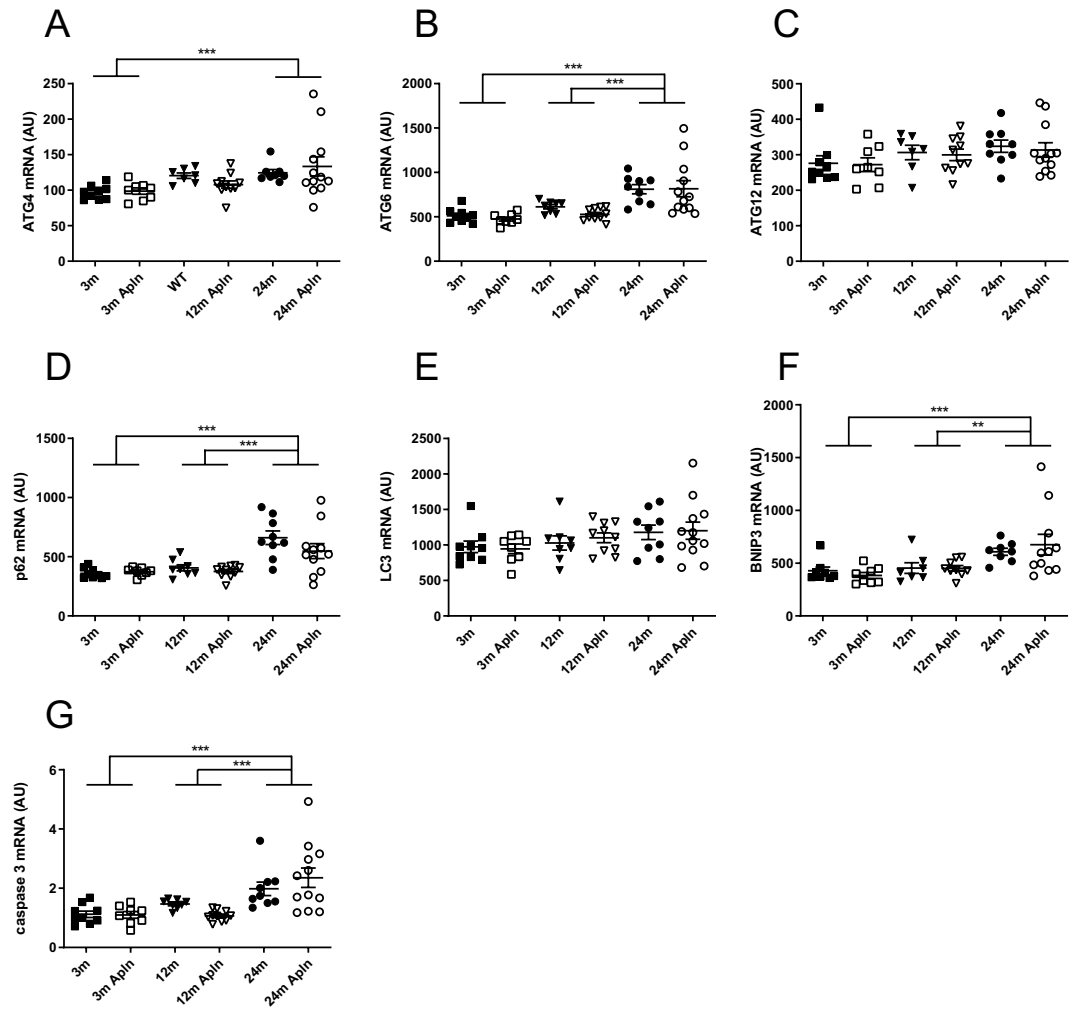 A
***
ATG4 mRNA (AU)
250
200
150
100
50
0
3m
3m Apln
WT
12m Apln
24m
24m Apln
B
***
***
ATG6 mRNA (AU)
2000
1500
1000
500
0
3m
3m Apln
12m
12m Apln
24m
24m Apln
C
ATG12 mRNA (AU)
500
400
300
200
100
0
3m
3m Apln
12m
12m Apln
24m
24m Apln
D
***
***
p62 mRNA (AU)
1500
1000
500
0
3m
3m Apln
12m
12m Apln
24m
24m Apln
E
LC3 mRNA (AU)
2500
2000
1500
1000
500
0
3m
3m Apln
12m
12m Apln
24m
24m Apln
F
***
**
BNIP3 mRNA (AU)
2000
1500
1000
500
0
3m
3m Apln
12m
12m Apln
24m
24m Apln
G
***
***
caspase 3 mRNA (AU)
6
4
2
0
3m
3m Apln
12m
12m Apln
24m
24m Apln